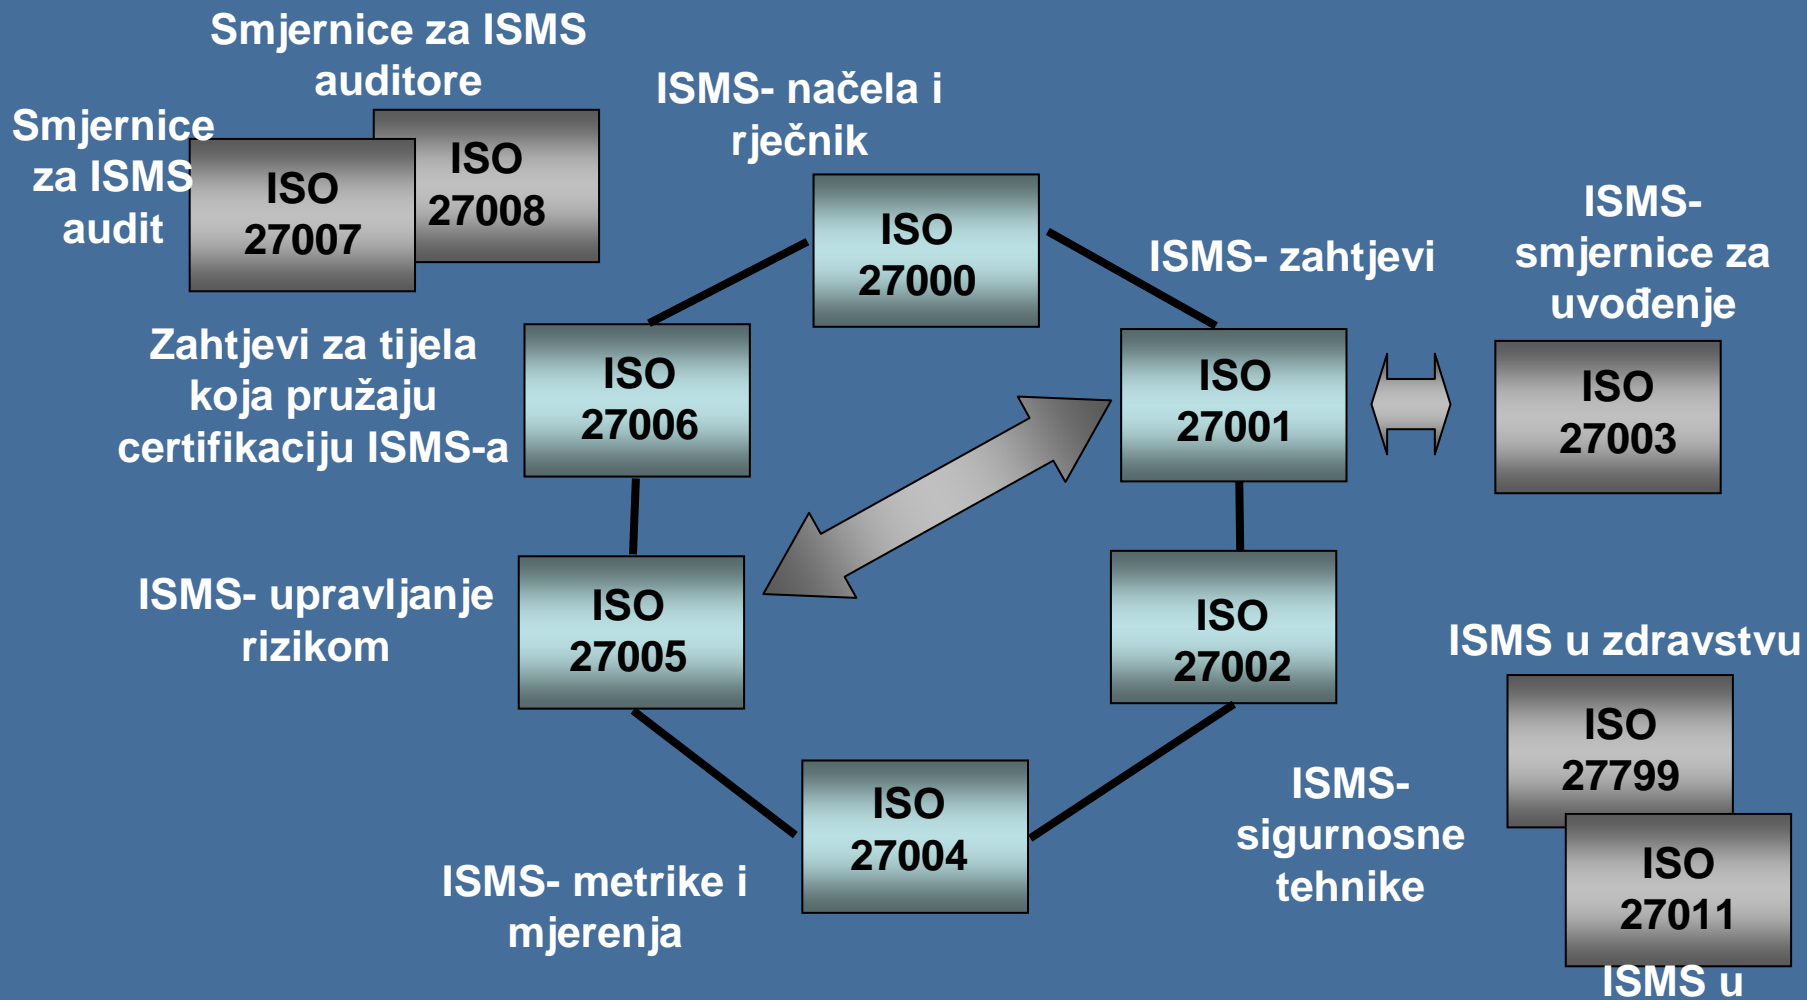 Smjernice za ISMS
auditore
Smjernice
za ISMS
audit
ISO
27008
ISO
27007
ISMS- načela i
rječnik
ISO
27000
ISMS- zahtjevi
ISMS-
smjernice za
uvođenje
Zahtjevi za tijela
koja pružaju
certifikaciju ISMS-a
ISO
27006
ISO
27001
ISO
27003
ISMS- upravljanje
rizikom
ISO
27005
ISO
27002
ISMS u zdravstvu
ISO
27799
ISMS-
sigurnosne
tehnike
ISO
27004
ISMS- metrike i
mjerenja
ISO
27011
ISMS u